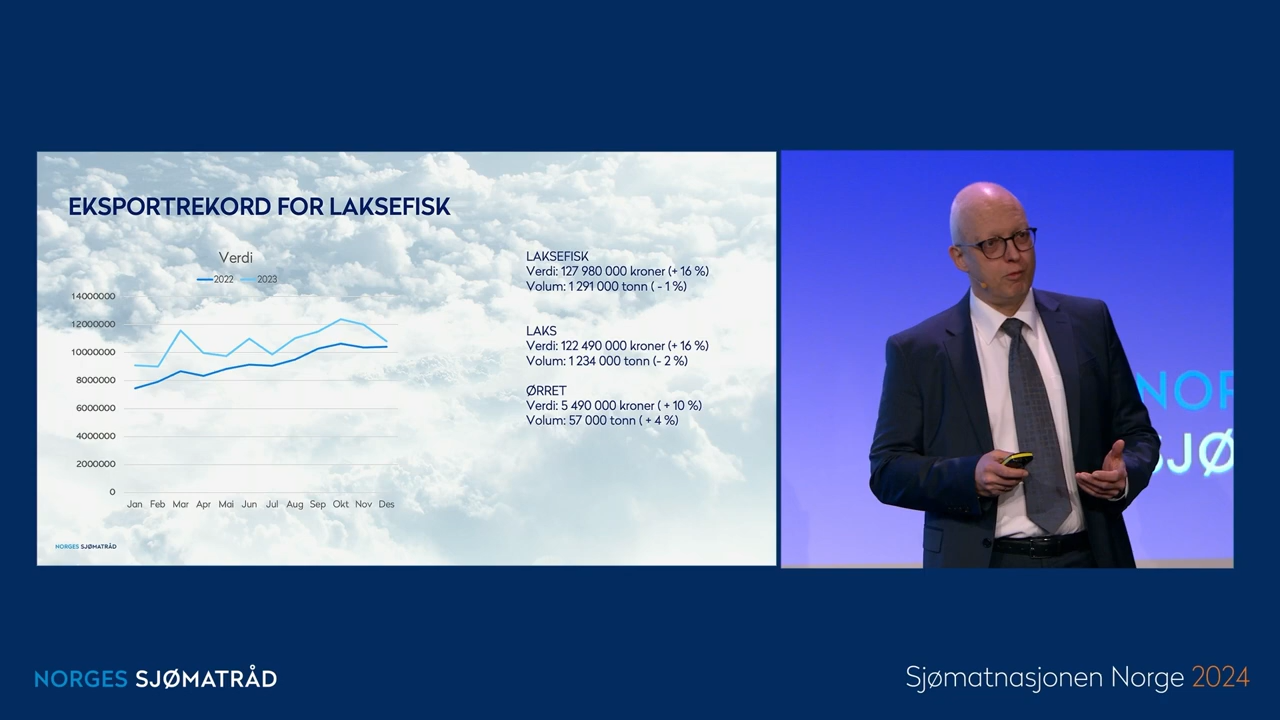 EKSPORTREKORD FOR LAKSEFISK
Verdi
2022 2023
14000000
12000000
10000000
8000000
6000000
4000000
2000000
0
Jan Feb Mar Apr Mai Jun Jul Aug Sep Okt Nov Des
LAKSEFISK
Verdi: 127 980 000 kroner (+ 16 %)
Volum: 1 291 000 tonn ( - 1 %)
LAKS
Verdi: 122 490 000 kroner (+ 16 %)
Volum: 1 234 000 tonn (- 2 %)
ØRRET
Verdi: 5 490 000 kroner ( + 10 %)
Volum: 57 000 tonn ( + 4 %)
NORGES SJØMATRÅD
NOR
SJØ
NORGES SJØMATRÅD
Sjømatnasjonen Norge 2024